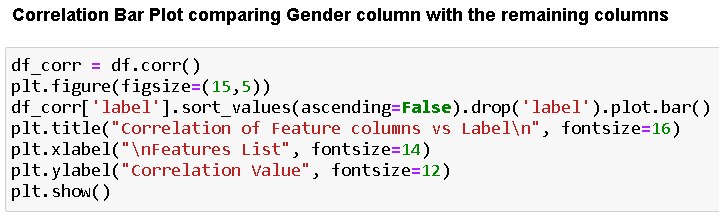 Correlation Bar Plot comparing Gender column with the remaining columns
df_corr = df.corr()
plt.figure(figsize=(15,5))
df_corr['label'].sort_values(ascending=False).drop('label').plot.bar()
plt.title("Correlation of Feature columns vs Label\n", fontsize=16)
plt.xlabel("\nFeatures List", fontsize=14)
plt.ylabel("Correlation Value", fontsize=12)
plt.show()